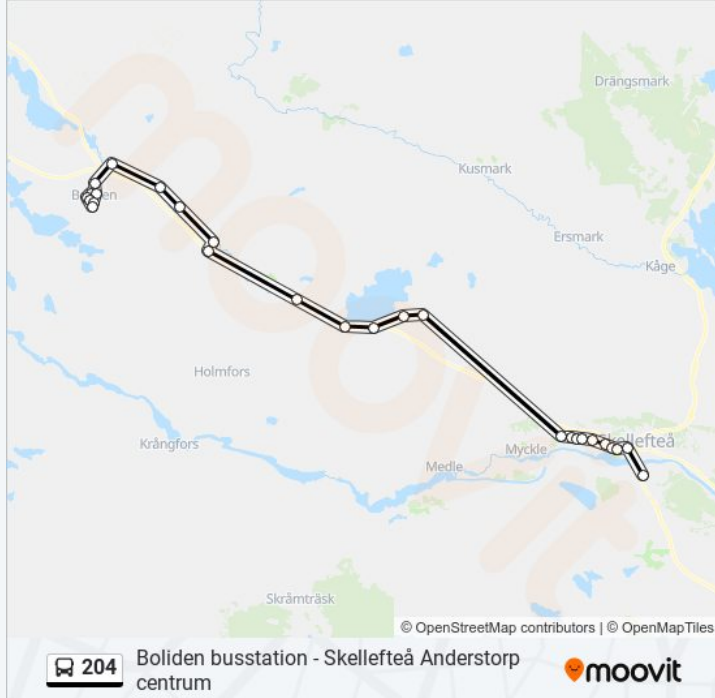 Drängsmark
Kusmark
Ersmark
Kåge
Holmfors
Krångfors
Skellefteå
Myckle
Medle
Skråmträsk
moovit
© OpenStreetMap contributors | © OpenMapTiles
204
Boliden busstation - Skellefteå Anderstorp
centrum
moovit